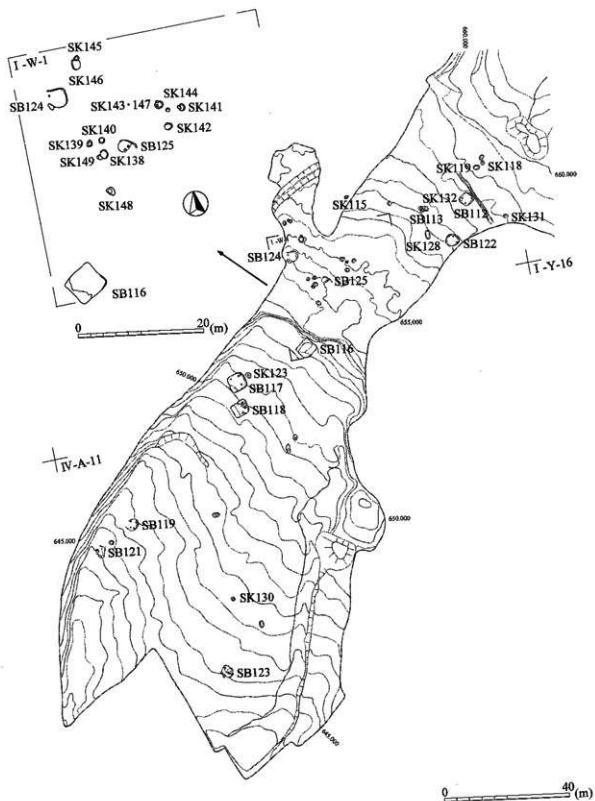 I-W-1
SK145
SK146
SB124
SK144
SK143・147
SK141
SK142
SK140
SK139
SB125
SK149
SK138
SK148
SB116
0 20 (m)
660.000
SK119
SK118
660.000
SK115
SK132
SB113
SB112
SK131
SK128
SB122
SB124
I-Y-16
SB125
655.000
SB116
650.000
SK123
SB117
SB118
IV-A-11
650.000
SB119
645.000
SB121
SK130
SB123
645.000
0 40 (m)